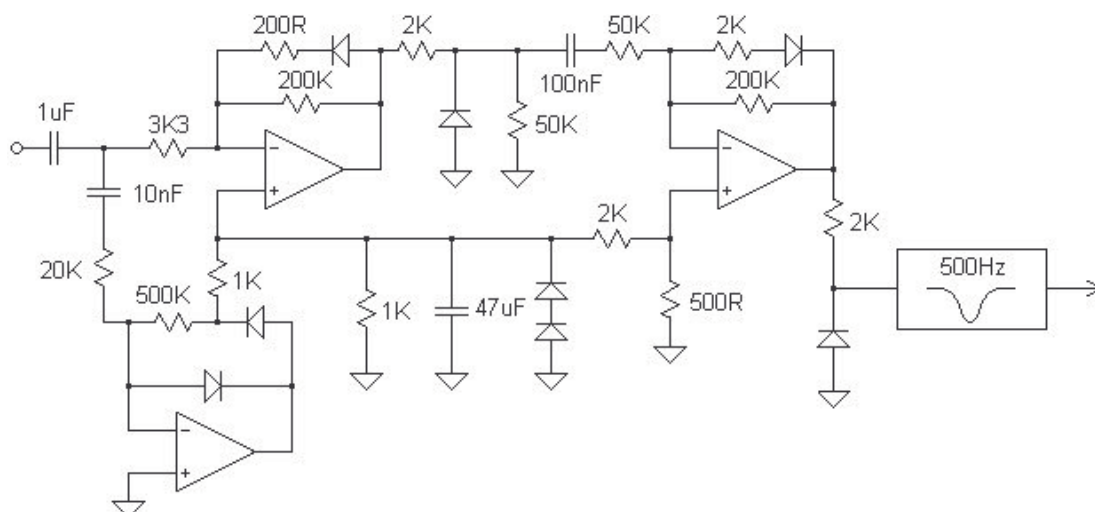 200R
2K
50K
2K
200K
100nF
200K
1uF
3K3
50K
10nF
-
+
-
+
2K
2K
20K
1K
500K
1K
47uF
500R
500Hz
-
+